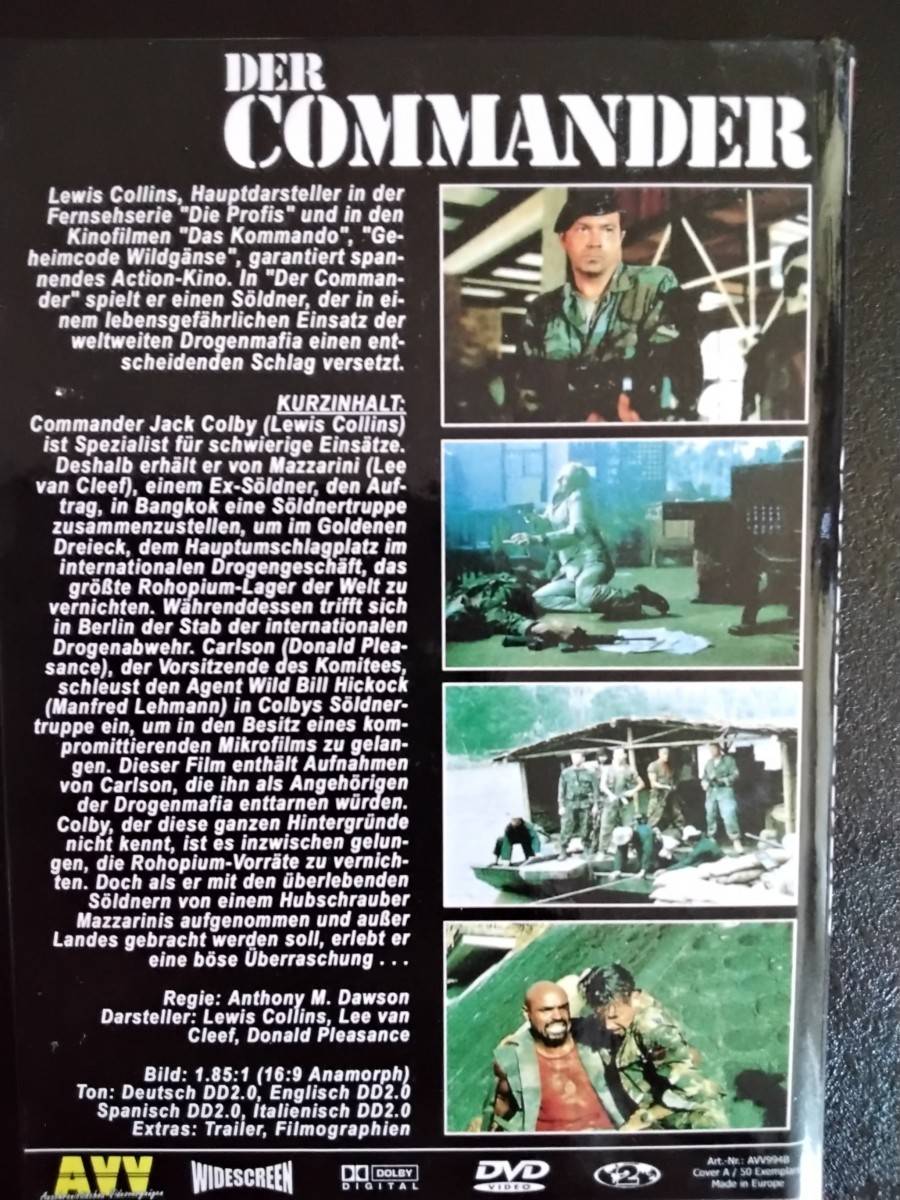 DER
COMMANDER
Lewis Collins, Hauptdarsteller in der
Fernsehserie "Die Profis" und in den
Kinofilmen "Das Kommando", "Ge-
heimcode Wildgänse", garantiert span-
nendes Action-Kino. In "Der Comman-
der" spielt er einen Söldner, der in ei-
nem lebensgefährlichen Einsatz der
weltweiten Drogenmafia einen ent-
scheidenden Schlag versetzt.
KURZINHALT:
Commander Jack Colby (Lewis Collins)
ist Spezialist für schwierige Einsätze.
Deshalb erhält er von Mazzarini (Lee
van Cleef), einem Ex-Söldner, den Auf-
trag, in Bangkok eine Söldnertruppe
zusammenzustellen, um im Goldenen
Dreieck, dem Hauptumschlagplatz im
internationalen Drogengeschäft, das
größte Rohopium-Lager der Welt zu
vernichten. Währenddessen trifft sich
in Berlin der Stab der internationalen
Drogenabwehr. Carlson (Donald Plea-
sance), der Vorsitzende des Komitees,
schleust den Agent Wild Bill Hickock
(Manfred Lehmann) in Colbys Söldner-
truppe ein, um in den Besitz eines kom-
promittierenden Mikrofilms zu gelan-
gen. Dieser Film enthält Aufnahmen
von Carlson, die ihn als Angehörigen
der Drogenmafia enttarnen würden.
Colby, der diese ganzen Hintergründe
nicht kennt, ist es inzwischen gelun-
gen, die Rohopium-Vorräte zu vernich-
ten. Doch als er mit den überlebenden
Söldnern von einem Hubschrauber
Mazzarinis aufgenommen und außer
Landes gebracht werden soll, erlebt er
eine böse Überraschung . . .
Regie: Anthony M. Dawson
Darsteller: Lewis Collins, Lee van
Cleef, Donald Pleasance
Bild: 1.85:1 (16:9 Anamorph)
Ton: Deutsch DD2.0, Englisch DD2.0
Spanisch DD2.0, Italienisch DD2.0
Extras: Trailer, Filmographien
AVV
WIDESCREEN
DOLBY
DIGITAL
DVD
VIDEO
2
Art.-Nr.: AVV994B
Cover A / 50 Exemplar
Made in Europe